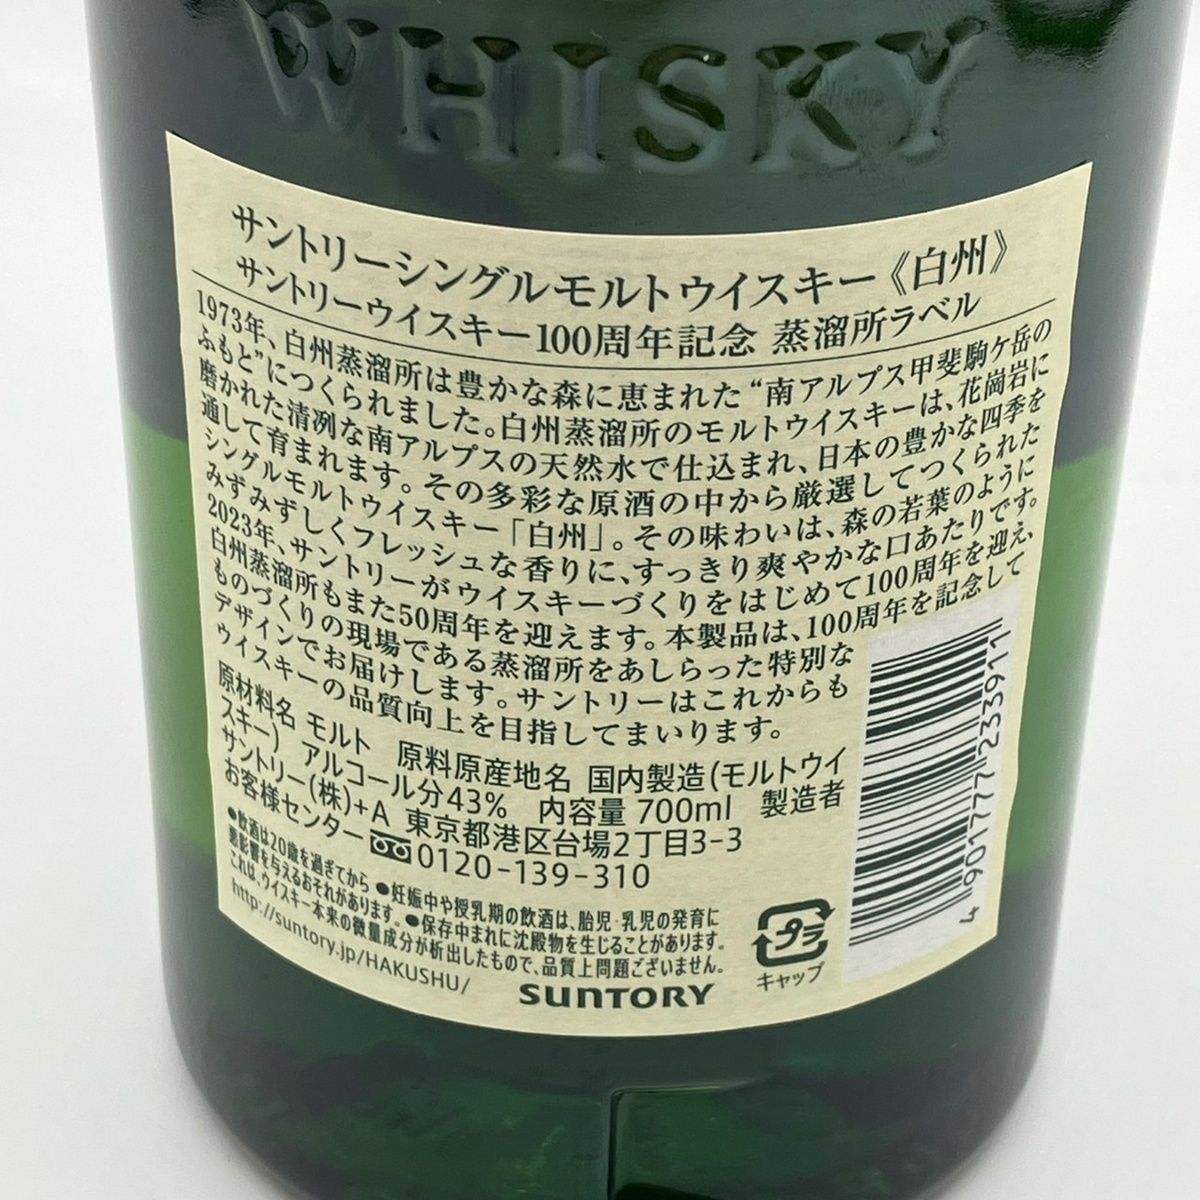 WHISKY
サントリーシングルモルトウイスキー《白州》
サントリーウイスキー100周年記念 蒸溜所ラベル
1973年、白州蒸溜所は豊かな森に恵まれた“南アルプス甲斐駒ケ岳の
ふもと”につくられました。白州蒸溜所のモルトウイスキーは、花崗岩に
磨かれた清冽な南アルプスの天然水で仕込まれ、日本の豊かな四季を
通して育まれます。その多彩な原酒の中から厳選してつくられた
シングルモルトウイスキー「白州」。その味わいは、森の若葉のように
みずみずしくフレッシュな香りに、すっきり爽やかな口あたりです。
2023年、サントリーがウイスキーづくりをはじめて100周年を迎え、
白州蒸溜所もまた50周年を迎えます。本製品は、100周年を記念して
ものづくりの現場である蒸溜所をあしらった特別な
デザインでお届けします。サントリーはこれからも
ウイスキーの品質向上を目指してまいります。
原材料名 モルト 原料原産地名 国内製造(モルトウイ
スキー) アルコール分43% 内容量 700ml 製造者
サントリー(株)+A 東京都港区台場2丁目3-3
お客様センター 0120-139-310
●飲酒は20歳を過ぎてから ●妊娠中や授乳期の飲酒は、胎児・乳児の発育に
悪影響を与えるおそれがあります。 ●保存中まれに沈殿物を生じることがあります。
これは、ウイスキー本来の微量成分が析出したもので、品質上問題ございません。
http://suntory.jp/HAKUSHU/
SUNTORY
プラ
キャップ
4 901777 233911